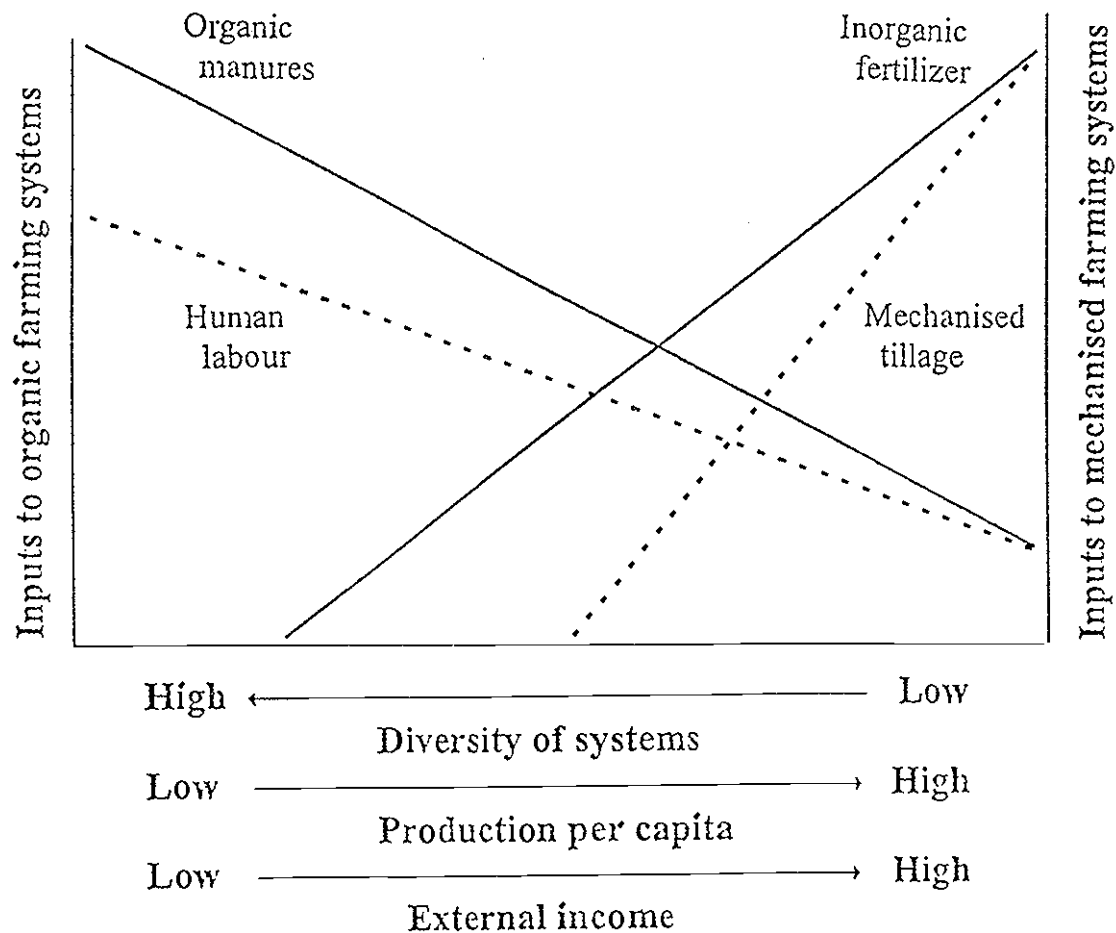 Organic
manures
Inorganic
fertilizer
Inputs to organic farming systems
Inputs to mechanised farming systems
Human
labour
Mechanised
tillage
High Low
Diversity of systems
Low High
Production per capita
Low High
External income